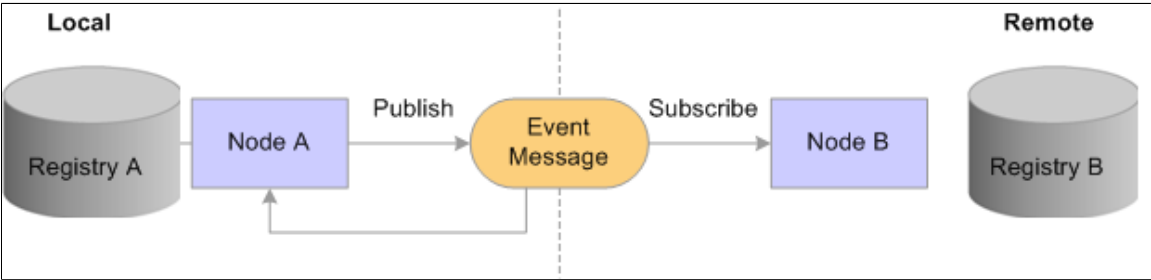 Local
Remote
Publish
Subscribe
Event
Message
Node A
Node B
Registry A
Registry B